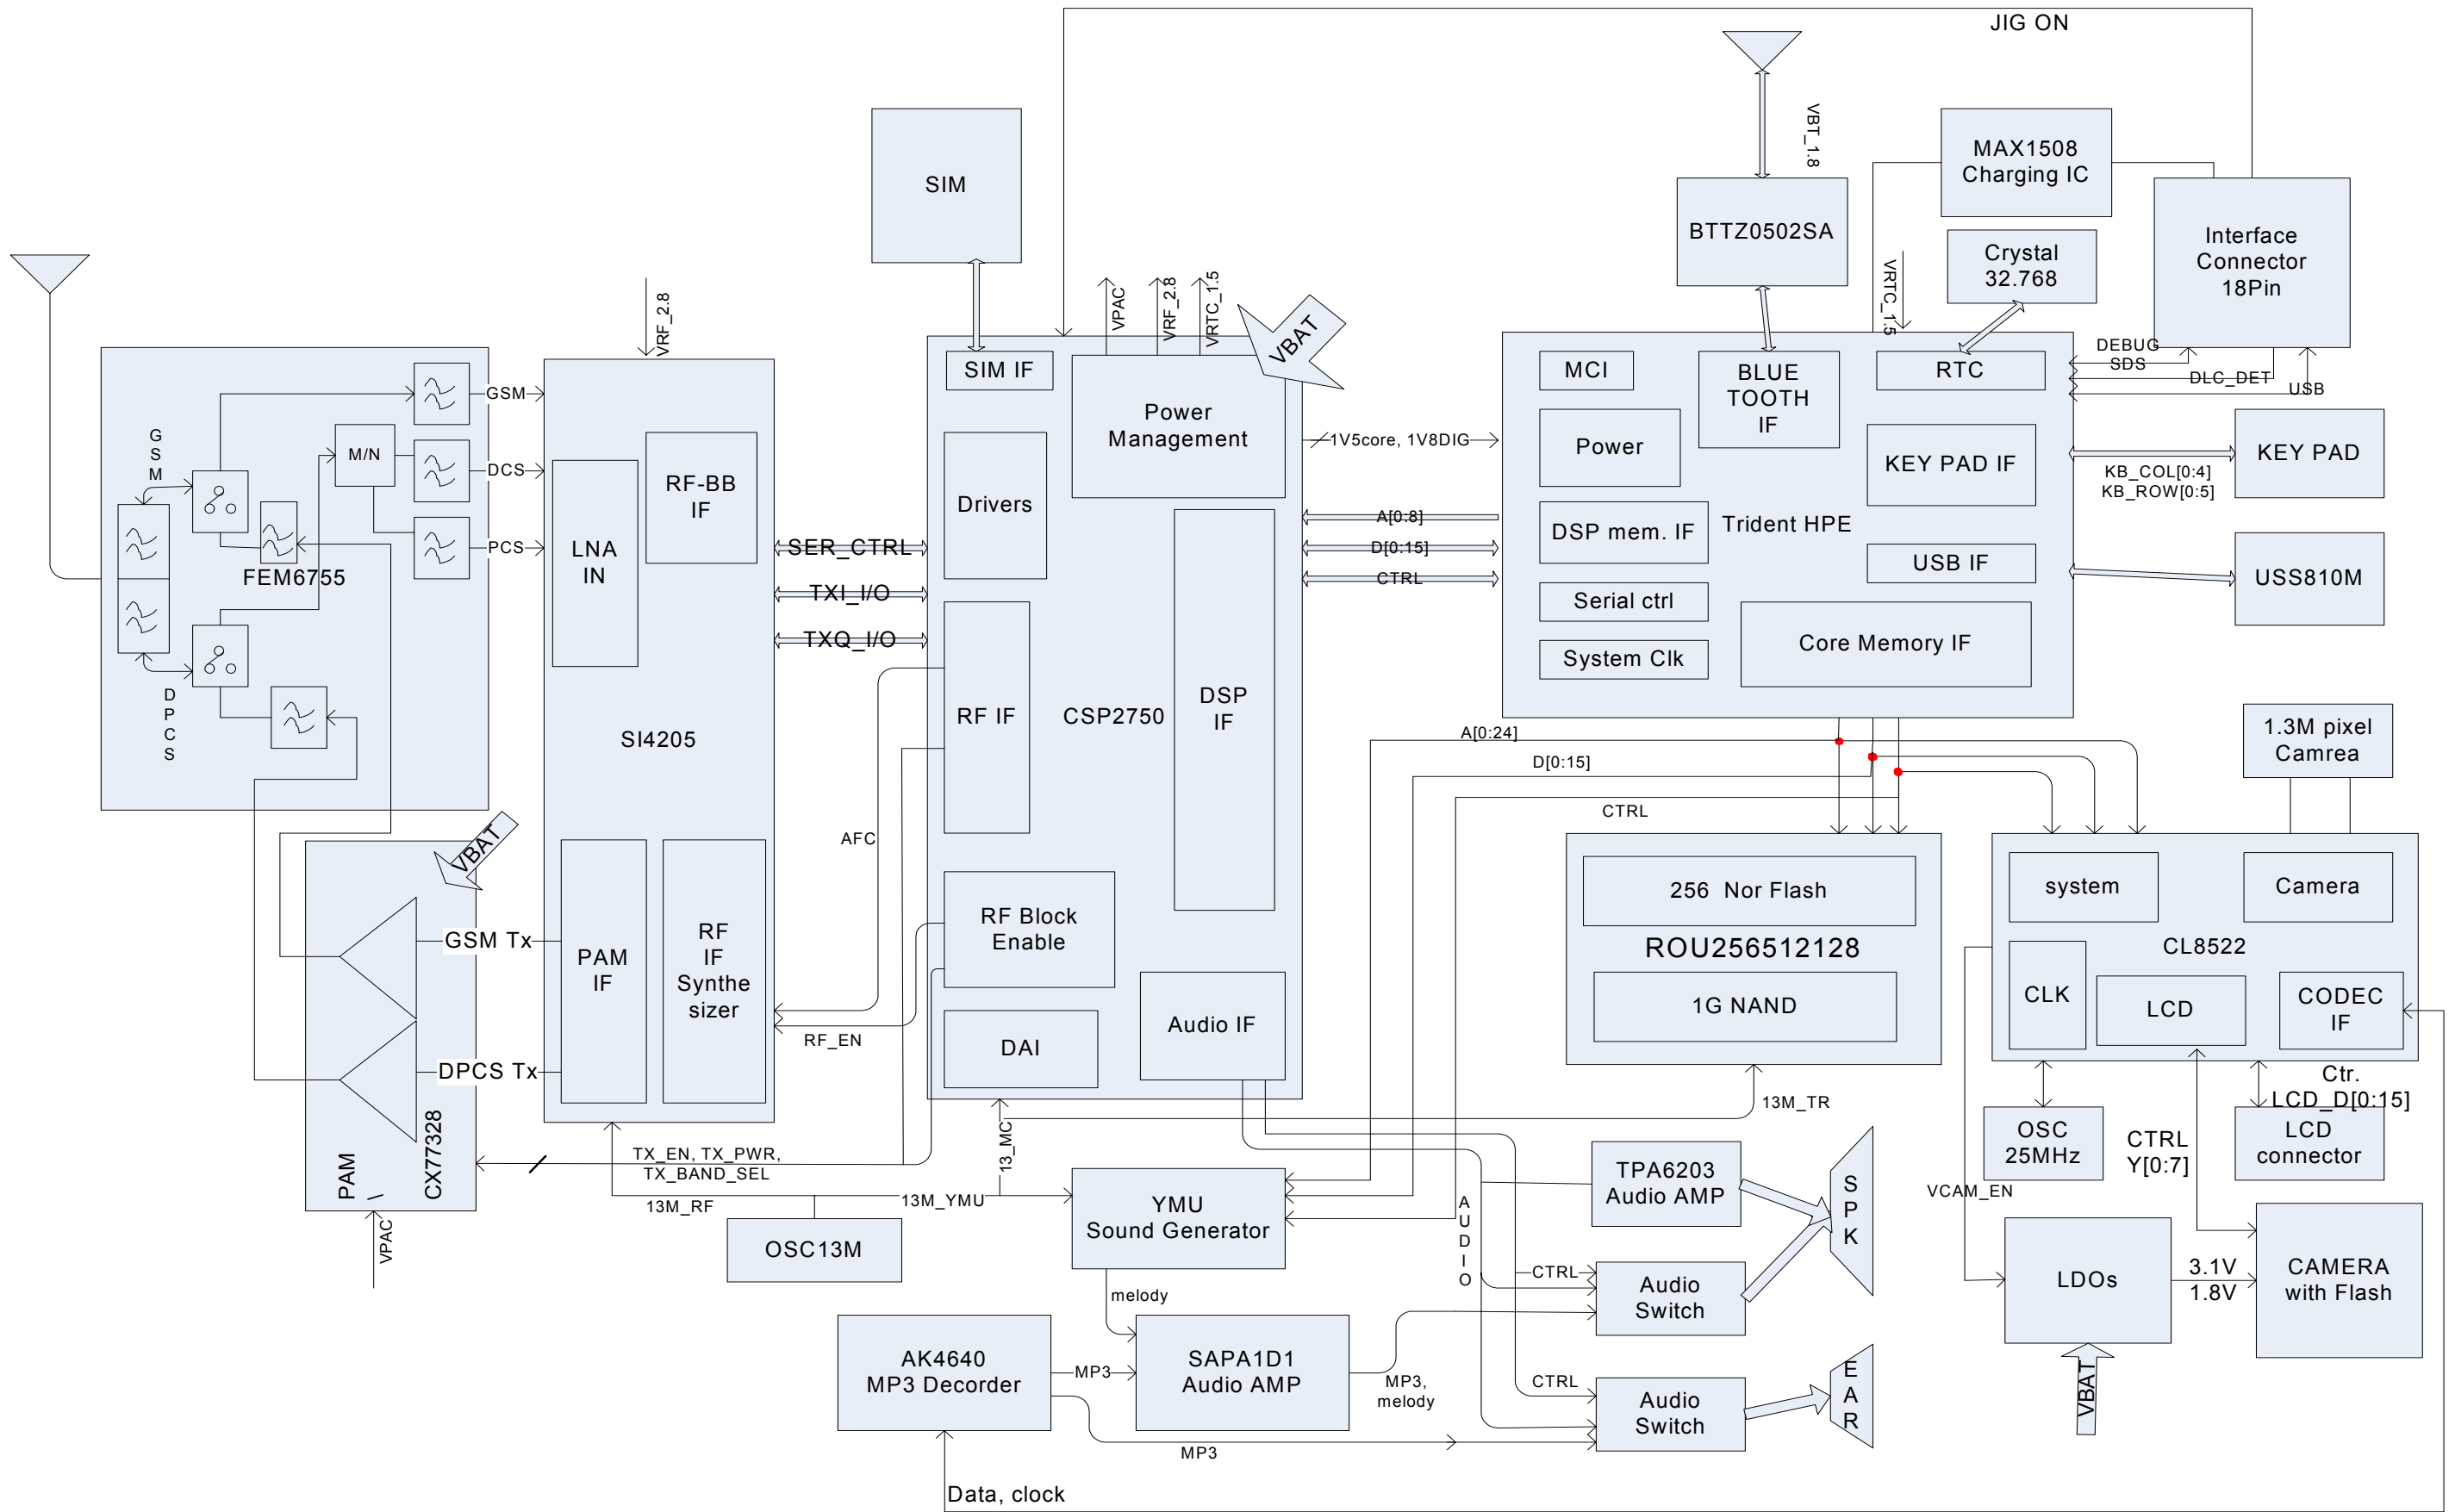 JIG ON
VBT_1.8
MAX1508
Charging IC
SIM
BTTZ0502SA
Interface
Connector
18Pin
Crystal
32.768
VRTC_1.5
VRF_2.8
VPAC
VRF_2.8
VRTC_1.5
VBAT
SIM IF
Power
Management
Drivers
DSP
IF
RF IF
CSP2750
RF Block
Enable
DAI
Audio IF
MCI
BLUE
TOOTH
IF
RTC
Power
KEY PAD IF
DSP mem. IF
Trident HPE
USB IF
Serial ctrl
Core Memory IF
System Clk
DEBUG
SDS
DLC_DET
USB
KEY PAD
KB_COL[0:4]
KB_ROW[0:5]
USS810M
1V5core, 1V8DIG
A[0:8]
D[0:15]
CTRL
GSM
DCS
PCS
G
S
M
M/N
FEM6755
D
P
C
S
LNA
IN
RF-BB
IF
SI4205
PAM
IF
RF
IF
Synthe
sizer
SER_CTRL
TXI_I/O
TXQ_I/O
AFC
RF_EN
VBAT
GSM Tx
DPCS Tx
PAM
\
CX77328
VPAC
TX_EN, TX_PWR,
TX_BAND_SEL
13M_RF
13M_YMU
13_MC
13M_TR
OSC13M
A[0:24]
D[0:15]
CTRL
256 Nor Flash
ROU256512128
1G NAND
1.3M pixel
Camrea
system
Camera
CL8522
CLK
LCD
CODEC
IF
Ctr.
LCD_D[0:15]
OSC
25MHz
CTRL
Y[0:7]
LCD
connector
VCAM_EN
LDOs
3.1V
1.8V
CAMERA
with Flash
VBAT
YMU
Sound Generator
melody
AK4640
MP3 Decorder
MP3
SAPA1D1
Audio AMP
MP3,
melody
MP3
A
U
D
I
O
TPA6203
Audio AMP
S
P
K
CTRL
Audio
Switch
CTRL
Audio
Switch
E
A
R
Data, clock